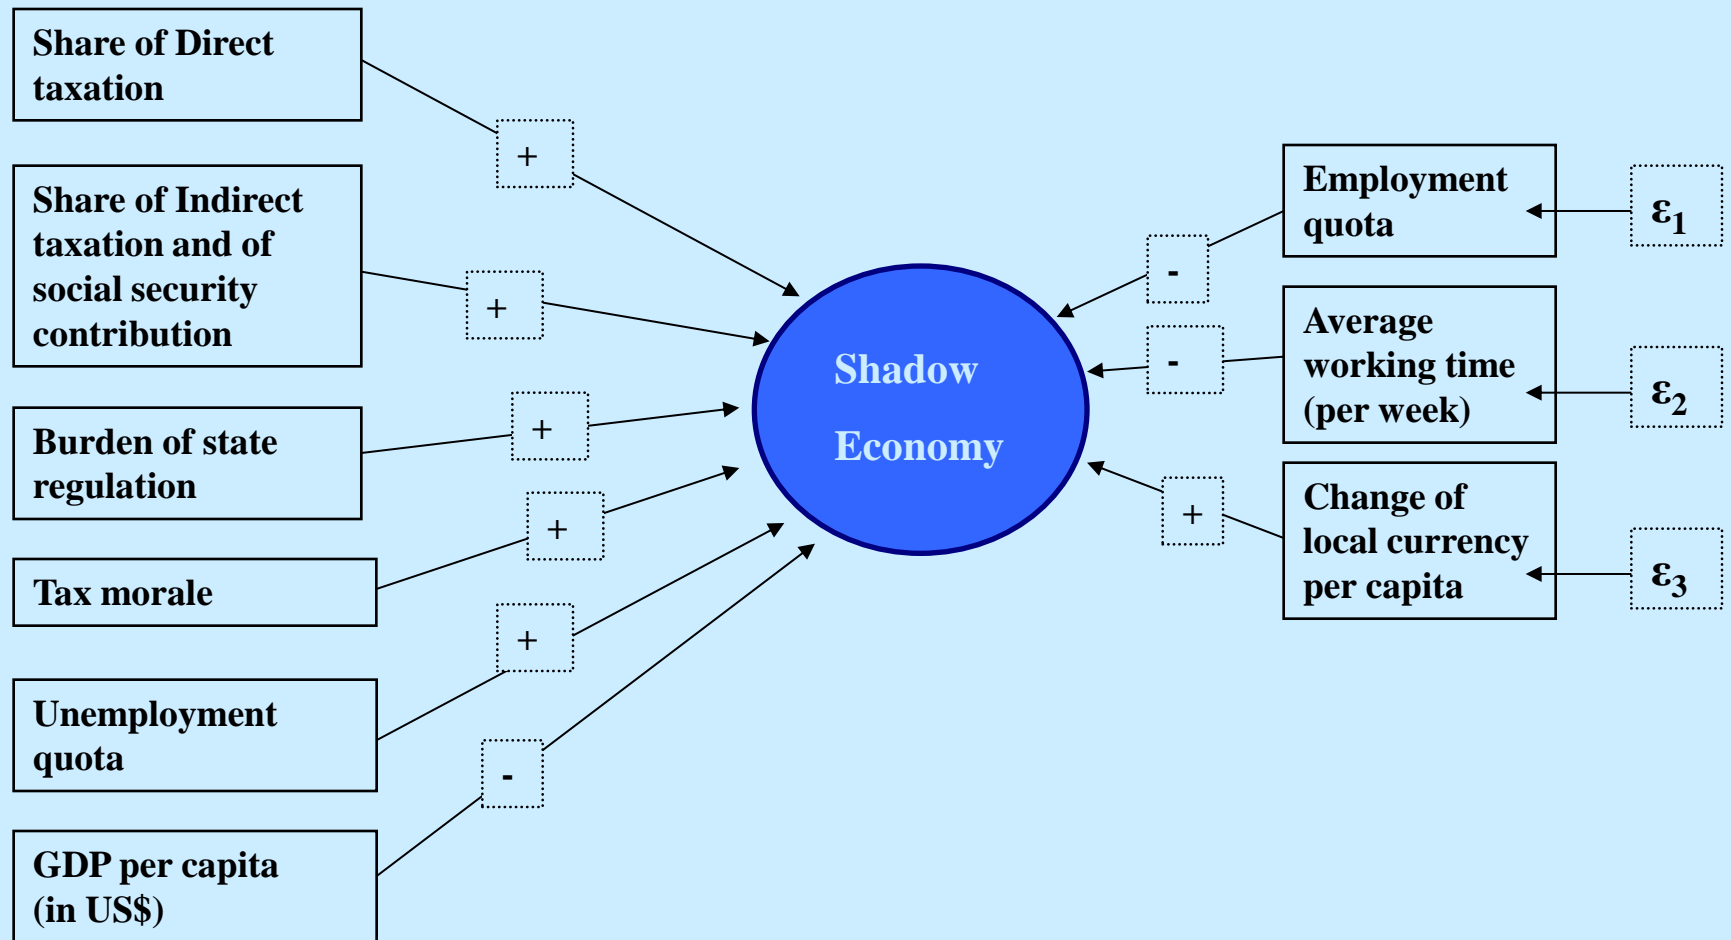 Share of Direct
taxation
+
Share of Indirect
taxation and of
social security
contribution
+
Burden of state
regulation
+
Tax morale
+
Unemployment
quota
+
GDP per capita
(in US$)
-
Shadow
Economy
-
Employment
quota
ε1
-
Average
working time
(per week)
ε2
+
Change of
local currency
per capita
ε3